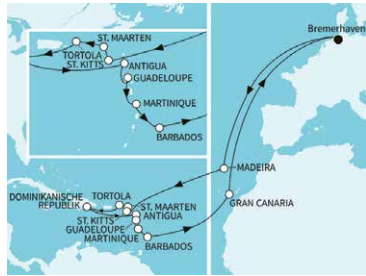 Bremerhaven
ST. MAARTEN
TORTOLA
ST. KITTS
ANTIGUA
GUADELOUPE
MARTINIQUE
BARBADOS
MADEIRA
GRAN CANARIA
DOMINIKANISCHE
REPUBLIK
TORTOLA
ST. MAARTEN
ANTIGUA
ST. KITTS
GUADELOUPE
MARTINIQUE
BARBADOS